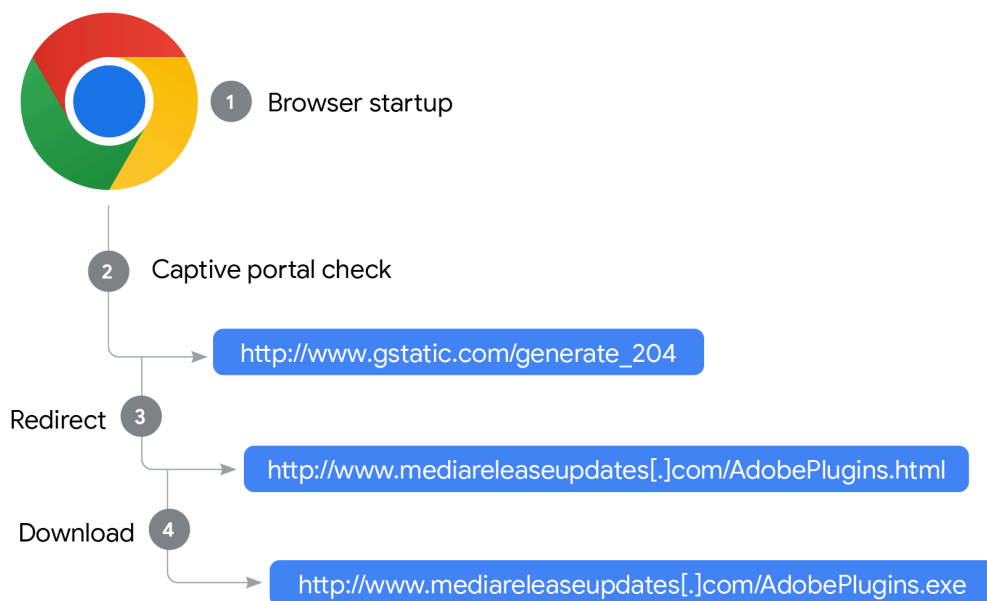 1 Browser startup
2 Captive portal check
http://www.gstatic.com/generate_204
Redirect 3
http://www.mediareleaseupdates[.]com/AdobePlugins.html
Download 4
http://www.mediareleaseupdates[.]com/AdobePlugins.exe